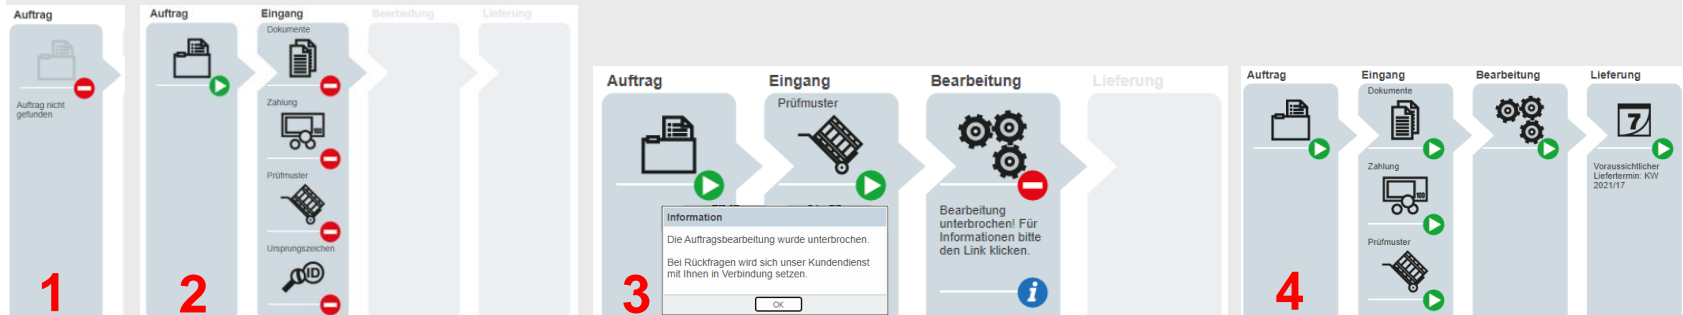 Auftrag
Auftrag nicht
gefunden
1
Auftrag
Eingang
Bearbeitung
Lieferung
Dokumente
Zahlung
100
Prüfmuster
Ursprungszeichen
ID
2
Auftrag
Eingang
Bearbeitung
Lieferung
Prüfmuster
Bearbeitung
unterbrochen! Für
Informationen bitte
den Link klicken.
i
Information
Die Auftragsbearbeitung wurde unterbrochen.
Bei Rückfragen wird sich unser Kundendienst
mit Ihnen in Verbindung setzen.
OK
3
Auftrag
Eingang
Bearbeitung
Lieferung
Dokumente
Zahlung
100
Prüfmuster
7
Voraussichtlicher
Liefertermin: KW
2021/17
4